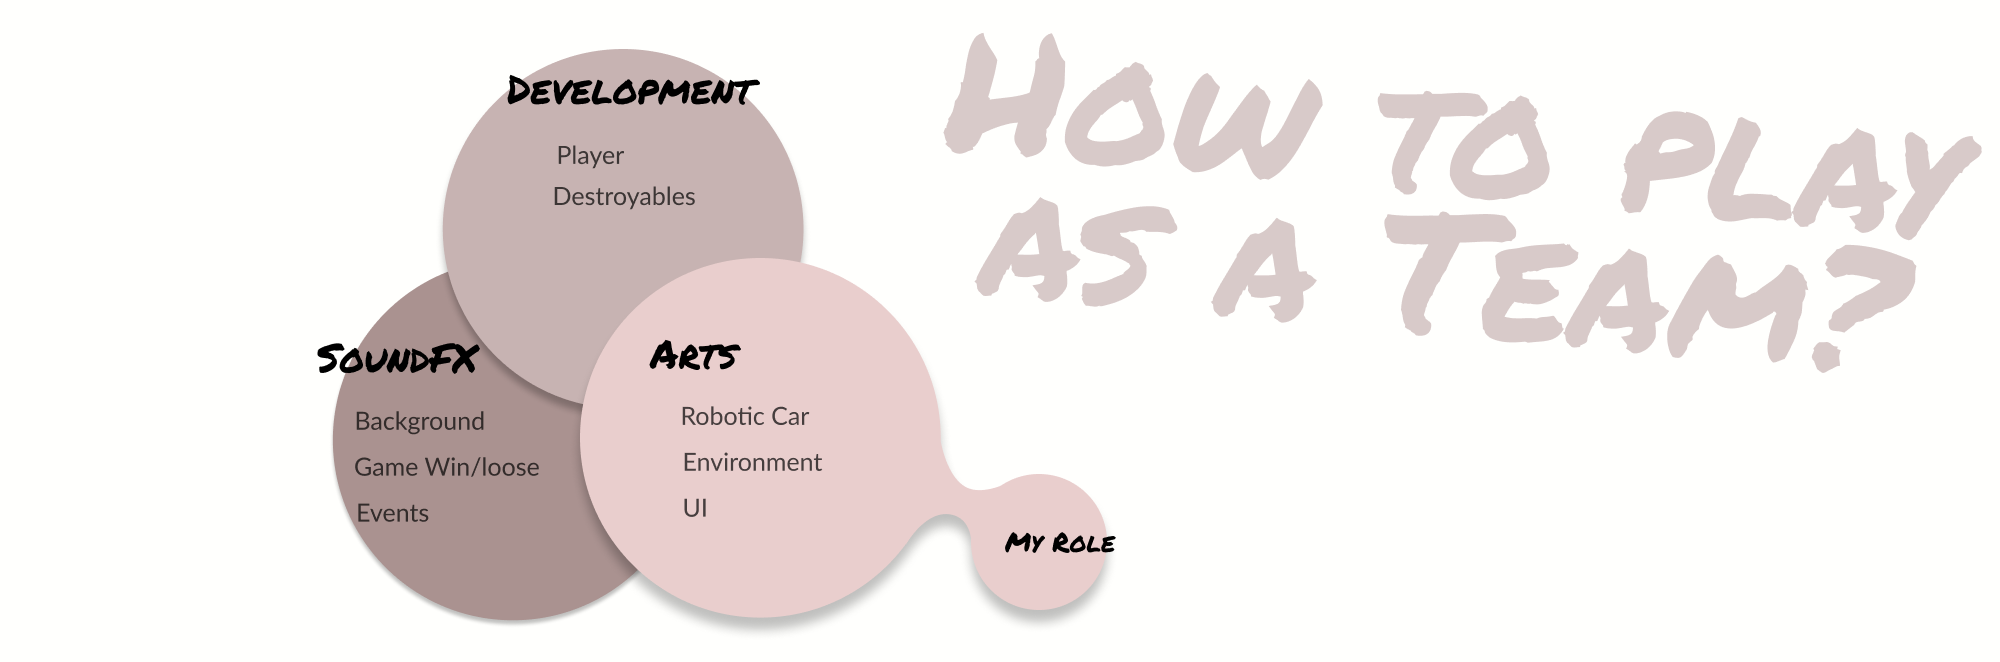 How to play
as a Team?
Development
Player
Destroyables
SoundFX
Background
Game Win/loose
Events
Arts
Robotic Car
Environment
UI
My Role